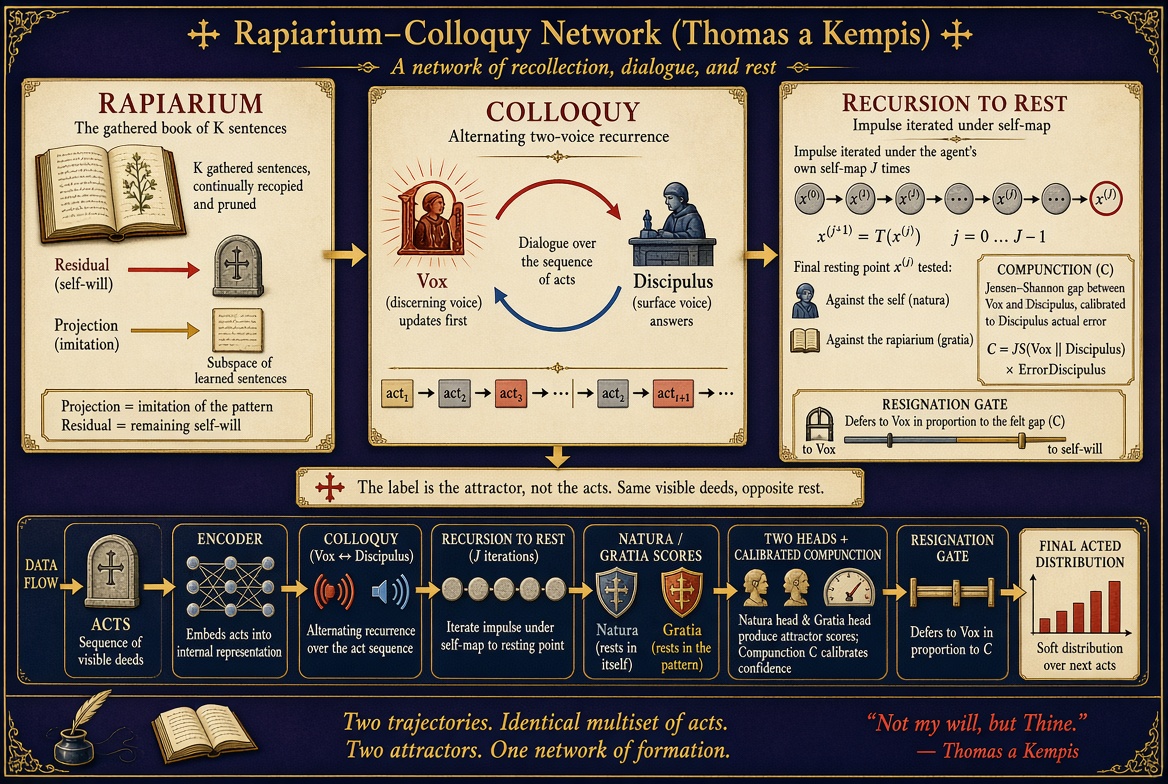 Rapiarium–Colloquy Network (Thomas a Kempis)
A network of recollection, dialogue, and rest
RAPIARIUM
The gathered book of K sentences
K gathered sentences,
continually recopied
and pruned
Residual
(self-will)
Projection
(imitation)
Subspace of
learned sentences
Projection = imitation of the pattern
Residual = remaining self-will
COLLOQUY
Alternating two-voice recurrence
Dialogue over
the sequence
of acts
Vox
(discerning voice)
updates first
Discipulus
(surface voice)
answers
act₁ → act₂ → act₃ → ⋯ | → act₂ → actᵢ₊₁ → ⋯
RECURSION TO REST
Impulse iterated under self-map
Impulse iterated under the agent's
own self-map J times
x⁽⁰⁾ → x⁽ᴶ⁾ → x⁽ᴶ⁾ → ⋯ → x⁽ʲ⁾ → ⋯ → x⁽ᴶ⁾
x⁽ʲ⁺¹⁾ = T(x⁽ʲ⁾) j = 0 … J − 1
Final resting point x⁽ʲ⁾ tested:
Against the self (natura)
Against the rapiarium (gratia)
COMPUNCTION (C)
Jensen–Shannon gap between
Vox and Discipulus, calibrated
to Discipulus actual error
C = JS(Vox || Discipulus)
× ErrorDiscipulus
RESIGNATION GATE
Defers to Vox in proportion to the felt gap (C)
to Vox
to self-will
The label is the attractor, not the acts. Same visible deeds, opposite rest.
DATA
FLOW
ACTS
Sequence of
visible deeds
ENCODER
Embeds acts into
internal representation
COLLOQUY
(Vox ↔ Discipulus)
Alternating recurrence
over the act sequence
RECURSION TO REST
(J iterations)
Iterate impulse under
self-map to resting point
NATURA /
GRATIA SCORES
Natura
(rests in
itself)
Gratia
(rests in the
pattern)
TWO HEADS +
CALIBRATED COMPUNCTION
Natura head & Gratia head
produce attractor scores;
Compunction C calibrates
confidence
RESIGNATION
GATE
Defers to Vox in
proportion to C
FINAL ACTED
DISTRIBUTION
Soft distribution
over next acts
Two trajectories. Identical multiset of acts.
Two attractors. One network of formation.
“Not my will, but Thine.”
— Thomas a Kempis